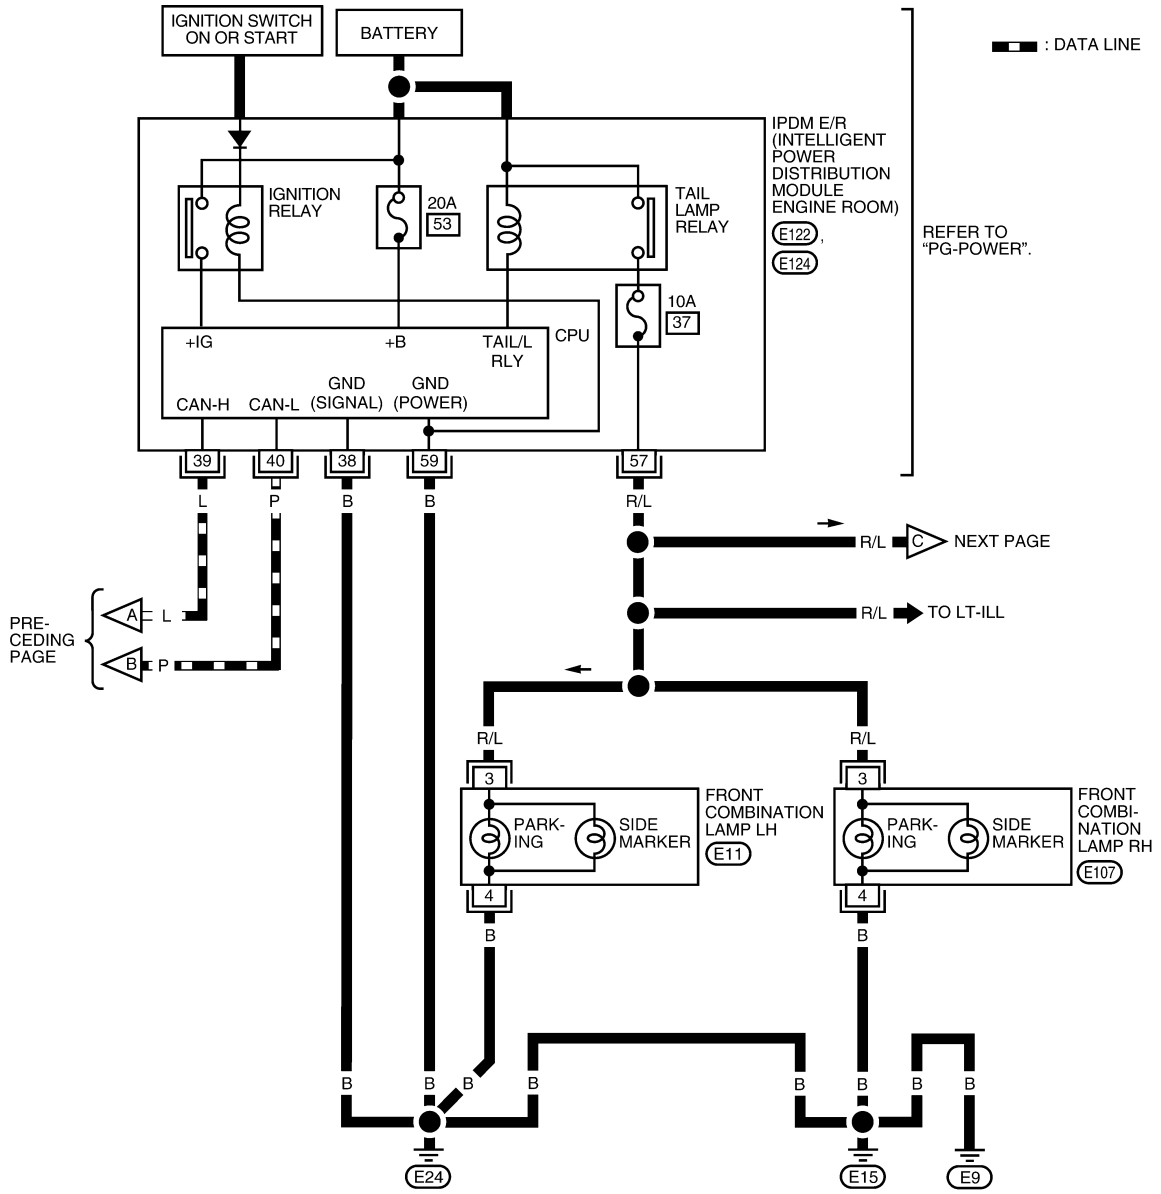 IGNITION SWITCH
ON OR START
BATTERY
: DATA LINE
IPDM E/R
(INTELLIGENT
POWER
DISTRIBUTION
MODULE
ENGINE ROOM)
E122 ,
E124
REFER TO
“PG-POWER”.
IGNITION
RELAY
20A
53
TAIL
LAMP
RELAY
10A
37
CPU
+IG
+B
TAIL/L
RLY
CAN-H
CAN-L
GND
(SIGNAL)
GND
(POWER)
39
40
38
59
57
L
P
B
B
R/L
R/L
C
NEXT PAGE
R/L
TO LT-ILL
PRE-
CEDING
PAGE
A
L
B
P
R/L
R/L
3
3
PARK-
ING
SIDE
MARKER
FRONT
COMBINATION
LAMP LH
E11
PARK-
ING
SIDE
MARKER
FRONT
COMBI-
NATION
LAMP RH
E107
4
4
B
B
B
B
B
B
B
B
B
B
E24
E15
E9